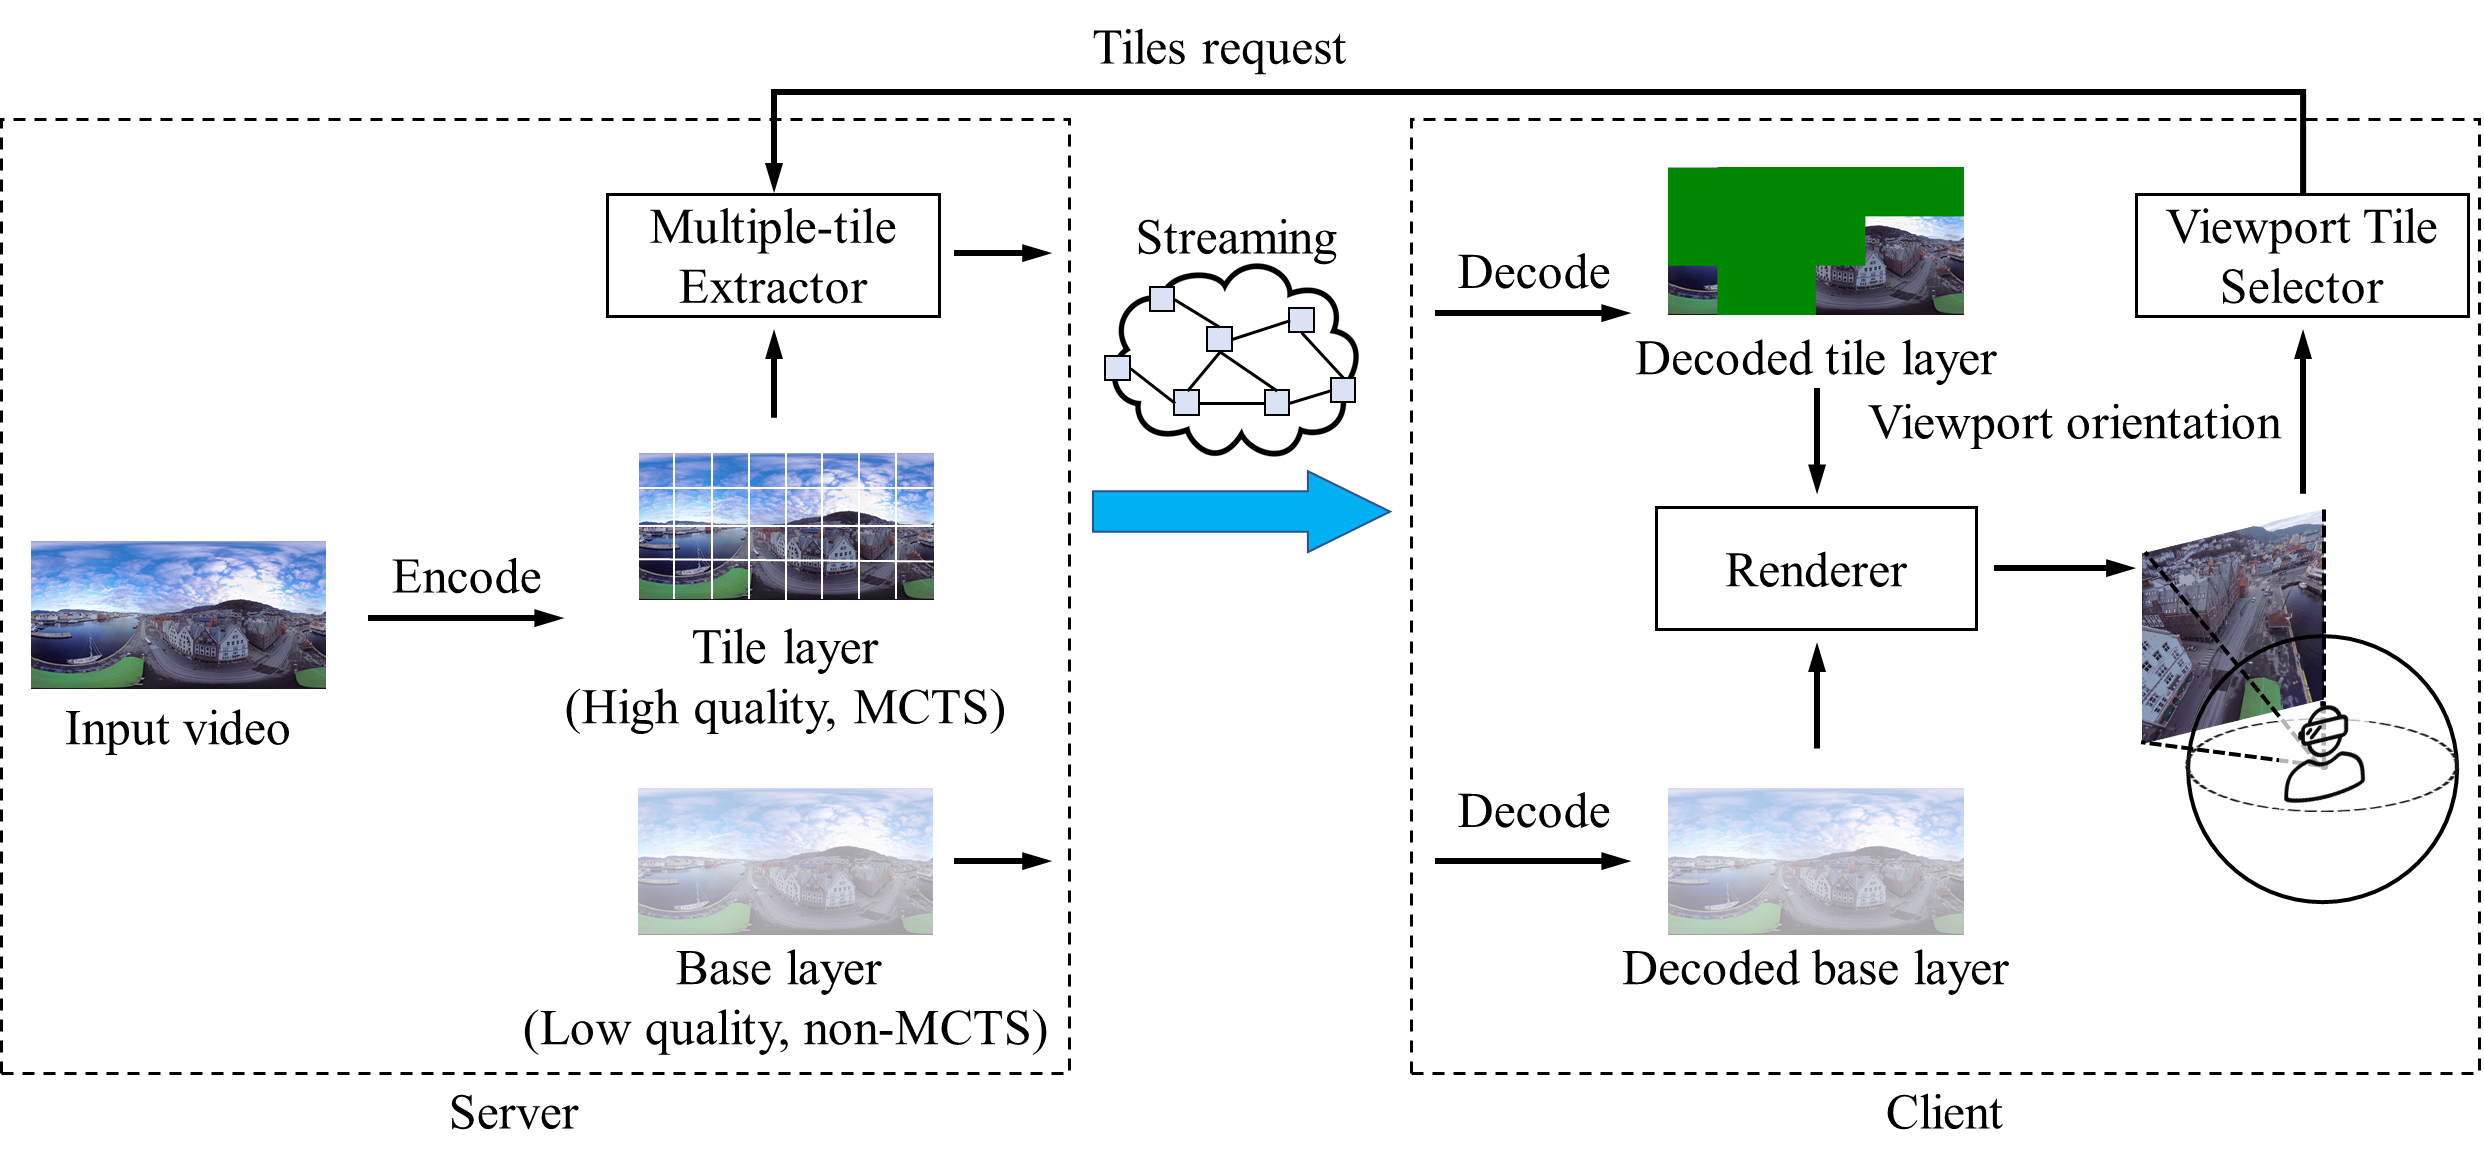 Tiles request
Multiple-tile
Extractor
Streaming
Decode
Decoded tile layer
Viewport Tile
Selector
Viewport orientation
Input video
Encode
Tile layer
(High quality, MCTS)
Renderer
Base layer
(Low quality, non-MCTS)
Decode
Decoded base layer
Server
Client